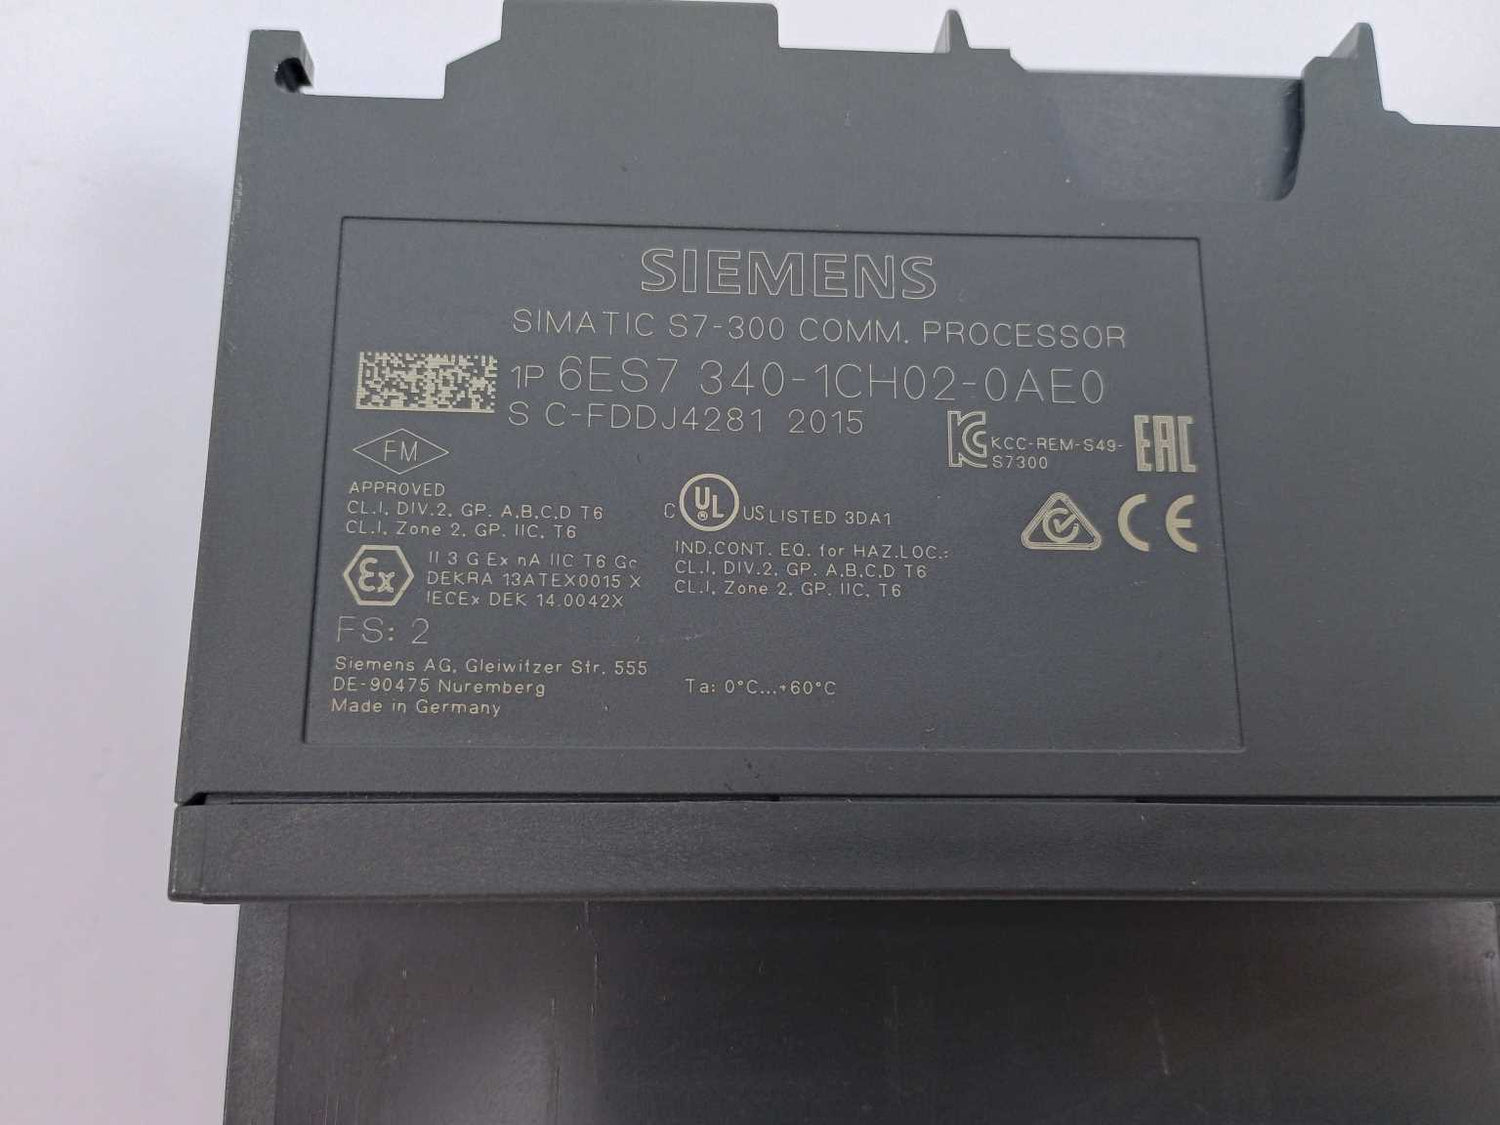 SIEMENS
SIMATIC S7-300 COMM. PROCESSOR
1P 6ES7 340-1CH02-0AE0
S C-FDDJ4281 2015
KCC-REM-S49-
S7300
EAC
FM
APPROVED
CL.I, DIV.2, GP. A,B,C,D T6
CL.I, Zone 2, GP. IIC, T6
C UL ® US LISTED 3DA1
IND.CONT. EQ. for HAZ.LOC.:
CL.I, DIV.2, GP. A,B,C,D T6
CL.I, Zone 2, GP. IIC, T6
CE
Ex
II 3 G Ex nA IIC T6 Gc
DEKRA 13ATEX0015 X
IECEx DEK 14.0042X
FS: 2
Siemens AG, Gleiwitzer Str. 555
DE-90475 Nuremberg
Made in Germany
Ta: 0°C...+60°C